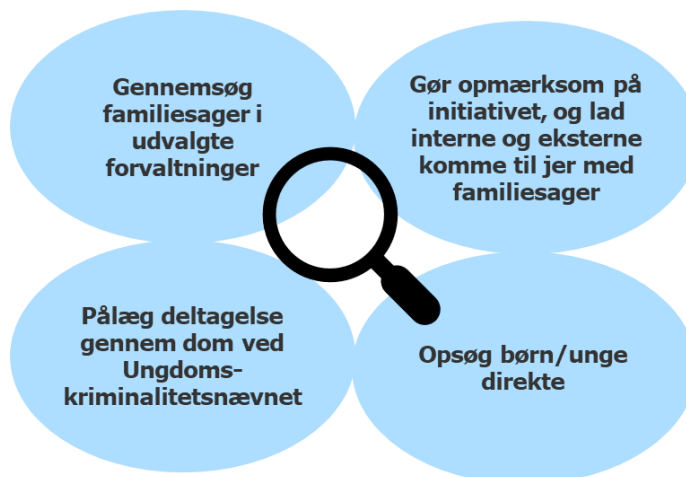 Gennemsøg
familiesager i
udvalgte
forvaltninger
Gør opmærksom på
initiativet, og lad
interne og eksterne
komme til jer med
familiesager
Pålæg deltagelse
gennem dom ved
Ungdoms-
kriminalitetsnævnet
Opsøg børn/unge
direkte